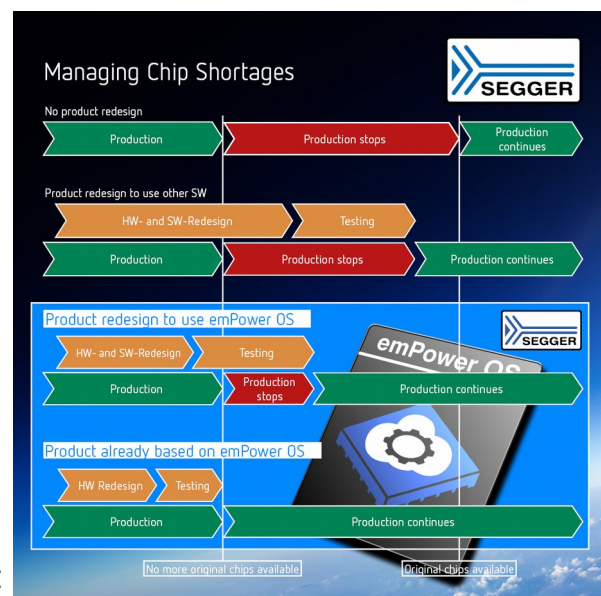 Managing Chip Shortages
SEGGER
No product redesign
Production
Production stops
Production
continues
Product redesign to use other SW
HW- and SW-Redesign
Testing
Production
Production stops
Production continues
Product redesign to use emPower OS
SEGGER
emPower OS
HW- and SW-Redesign
Testing
Production
Production
stops
Production continues
Product already based on emPower OS
HW Redesign
Testing
Production
Production continues
No more original chips available
Original chips available